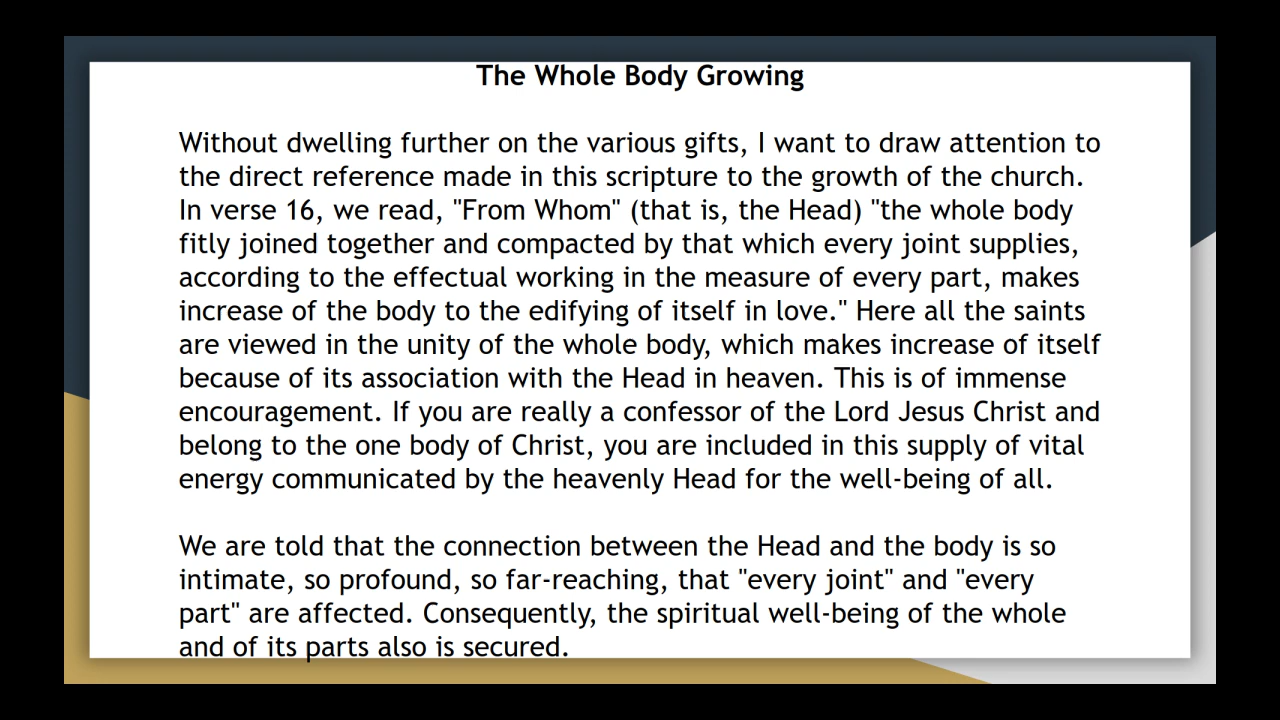 The Whole Body Growing
Without dwelling further on the various gifts, I want to draw attention to
the direct reference made in this scripture to the growth of the church.
In verse 16, we read, "From Whom" (that is, the Head) "the whole body
fitly joined together and compacted by that which every joint supplies,
according to the effectual working in the measure of every part, makes
increase of the body to the edifying of itself in love." Here all the saints
are viewed in the unity of the whole body, which makes increase of itself
because of its association with the Head in heaven. This is of immense
encouragement. If you are really a confessor of the Lord Jesus Christ and
belong to the one body of Christ, you are included in this supply of vital
energy communicated by the heavenly Head for the well-being of all.
We are told that the connection between the Head and the body is so
intimate, so profound, so far-reaching, that "every joint" and "every
part" are affected. Consequently, the spiritual well-being of the whole
and of its parts also is secured.